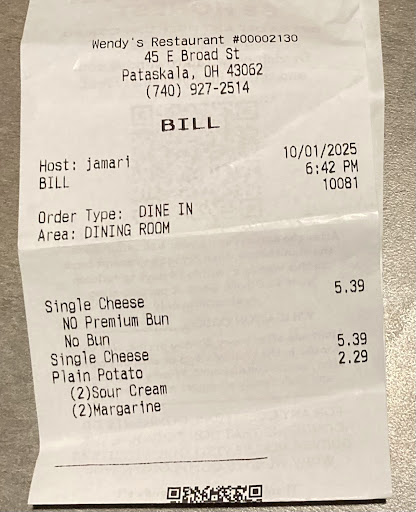 Wendy's Restaurant #00002130
45 E Broad St
Pataskala, OH 43062
(740) 927-2514
BILL
Host: jamari 10/01/2025
BILL 6:42 PM
10081
Order Type: DINE IN
Area: DINING ROOM
Single Cheese 5.39
NO Premium Bun
No Bun
Single Cheese 5.39
Plain Potato 2.29
(2)Sour Cream
(2)Margarine